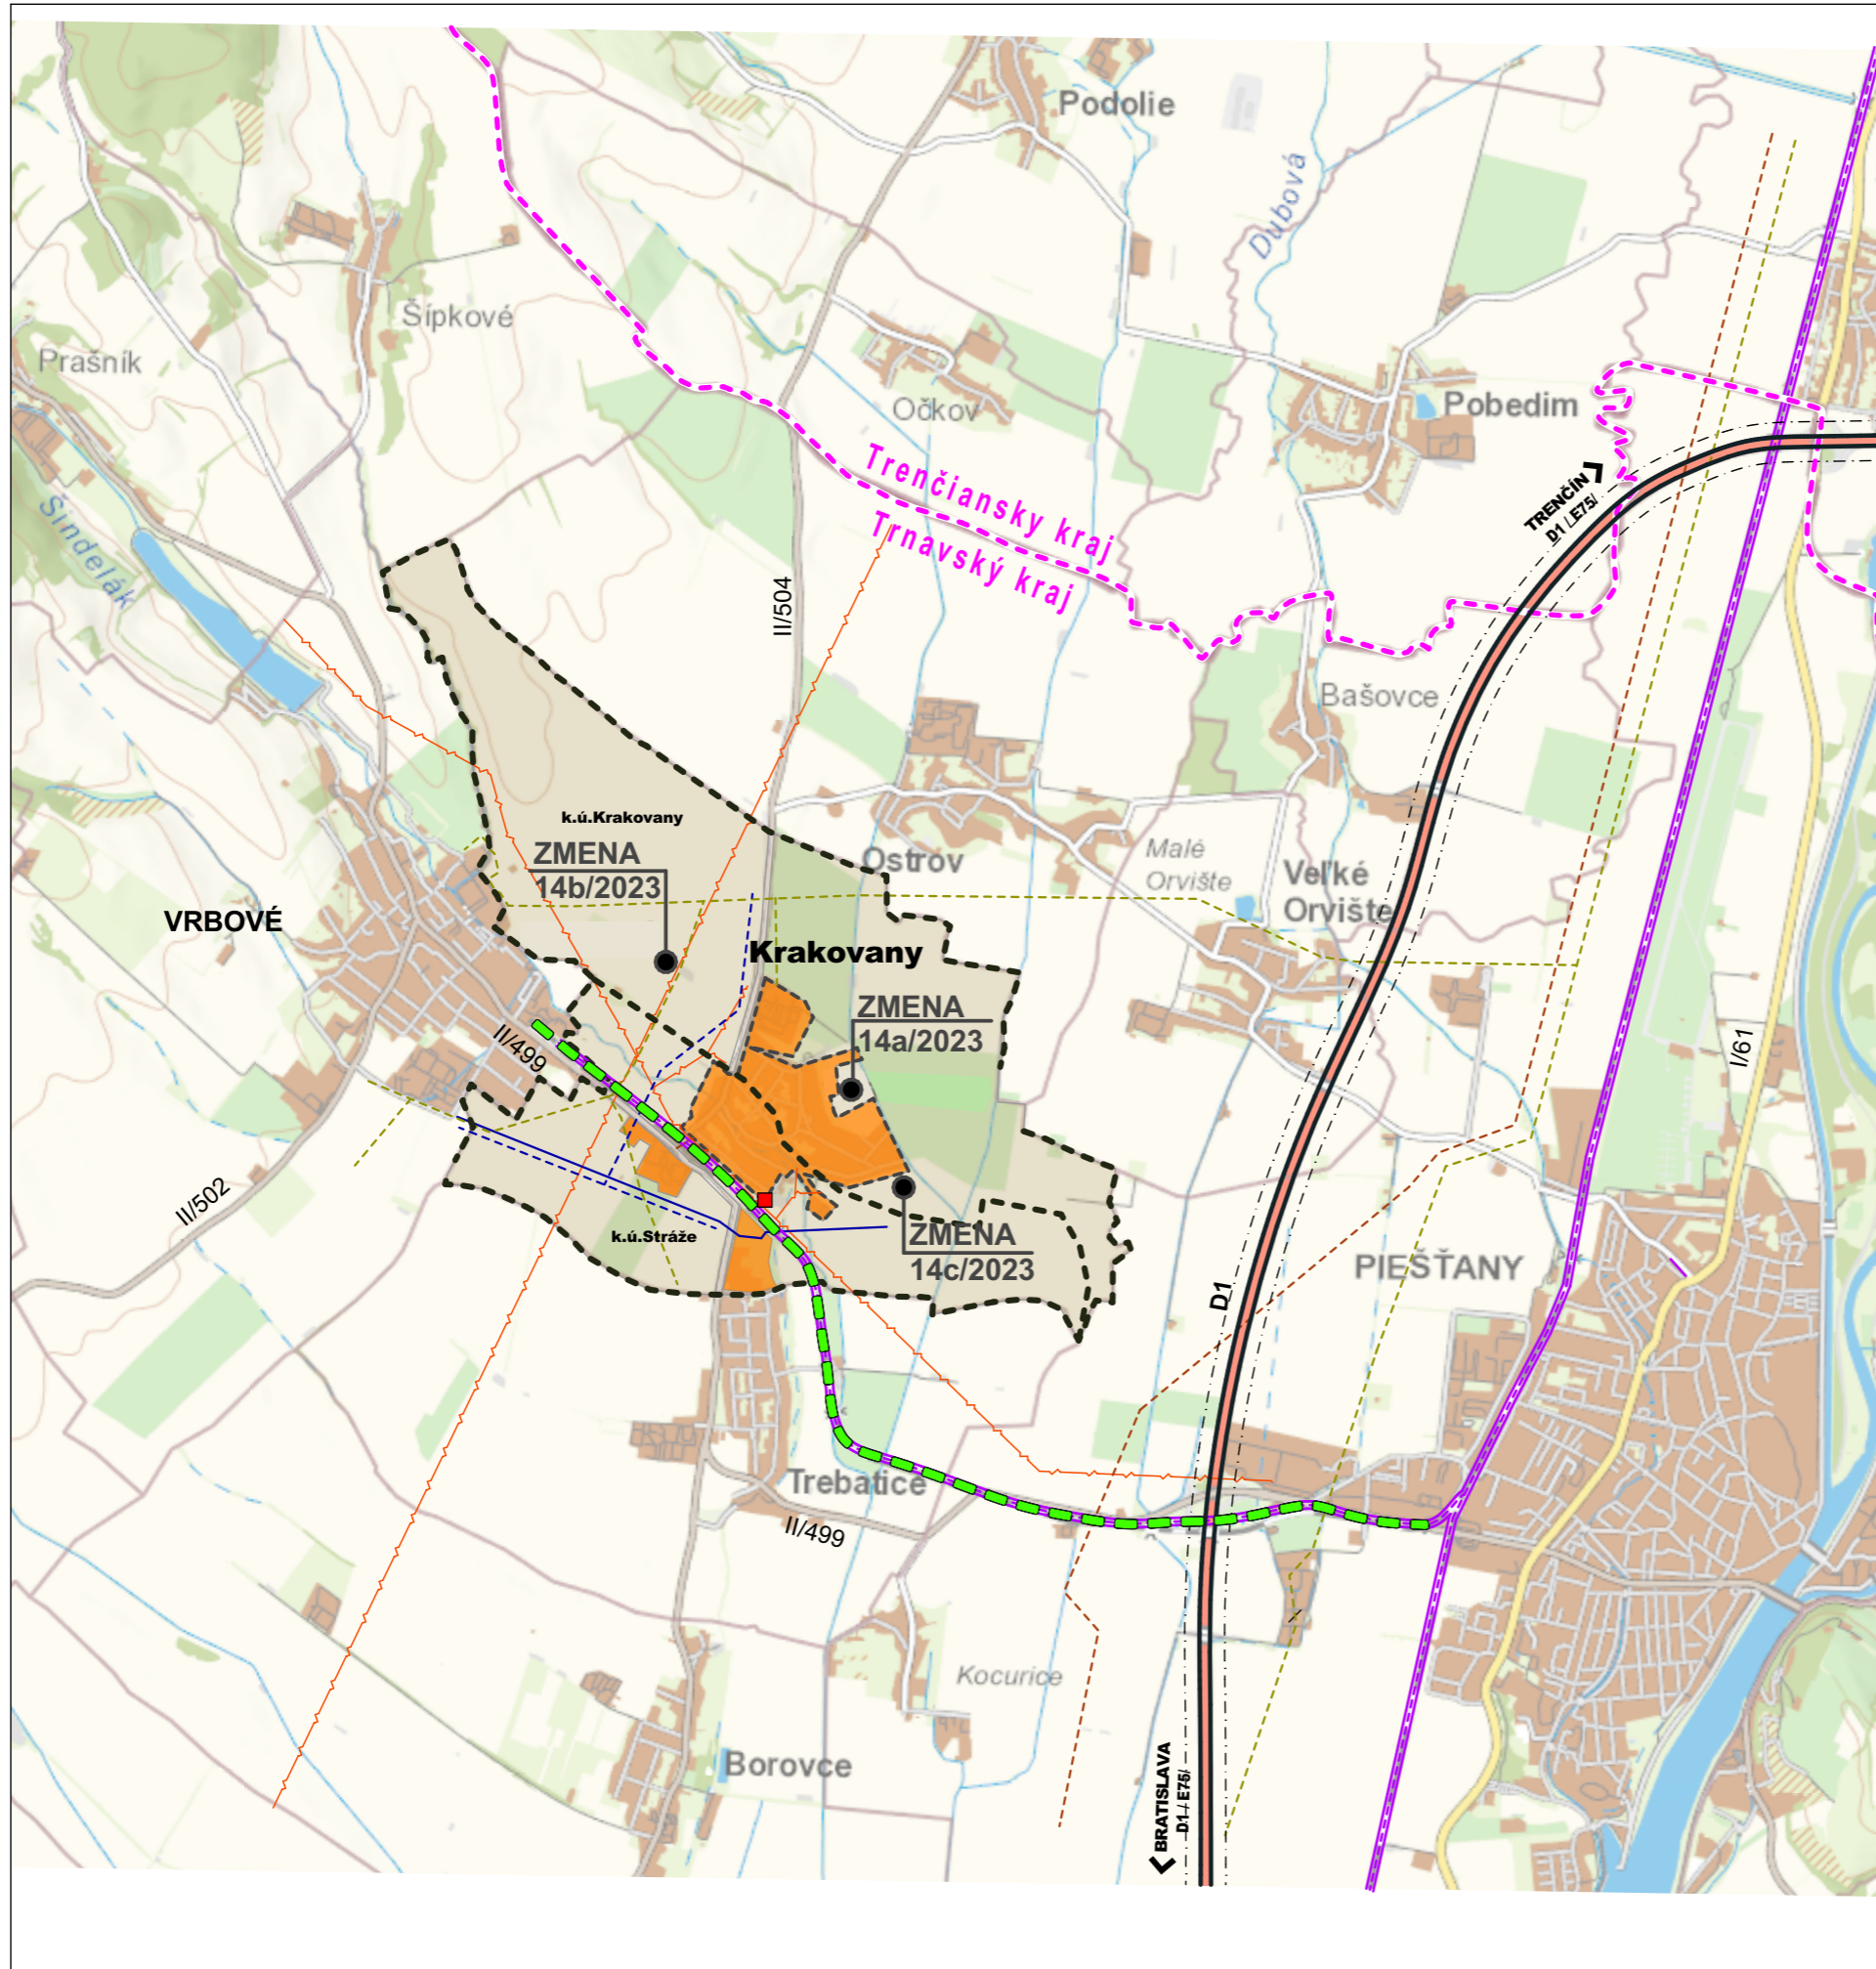 Podolie
Dubová
Šípkové
Prašník
Očkov
Pobedim
Trenčiansky kraj
Trnavský kraj
TRENČÍN
D1 / E75/
Šindelák
II/504
Bašovce
k.ú.Krakovany
ZMENA
14b/2023
Ostrov
Malé
Orvište
Veľké
Orvište
VRBOVÉ
Krakovany
ZMENA
14a/2023
II/499
I/61
II/502
k.ú.Stráže
ZMENA
14c/2023
PIEŠŤANY
D1
Trebatice
II/499
Kocurice
Borovce
BRATISLAVA
D1 / E75/